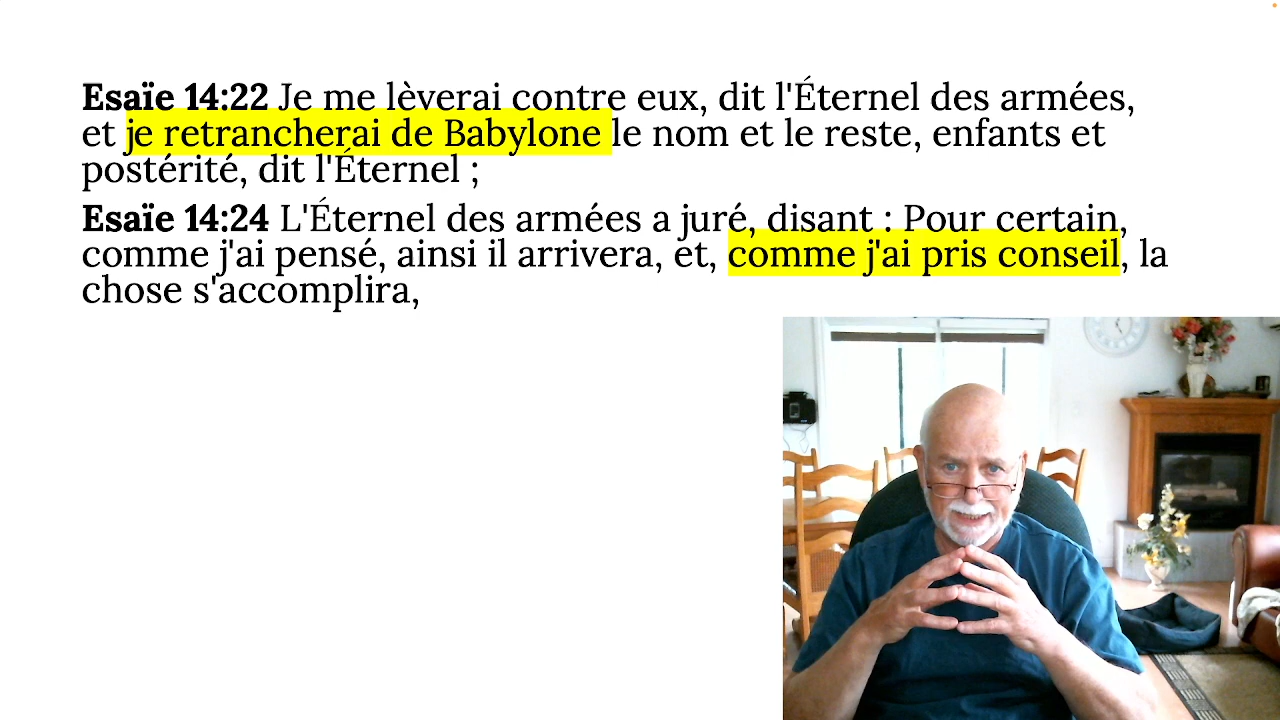 Esaïe 14:22 Je me lèverai contre eux, dit l'Éternel des armées,
et je retrancherai de Babylone le nom et le reste, enfants et
postérité, dit l'Éternel ;
Esaïe 14:24 L'Éternel des armées a juré, disant : Pour certain,
comme j'ai pensé, ainsi il arrivera, et, comme j'ai pris conseil, la
chose s'accomplira,